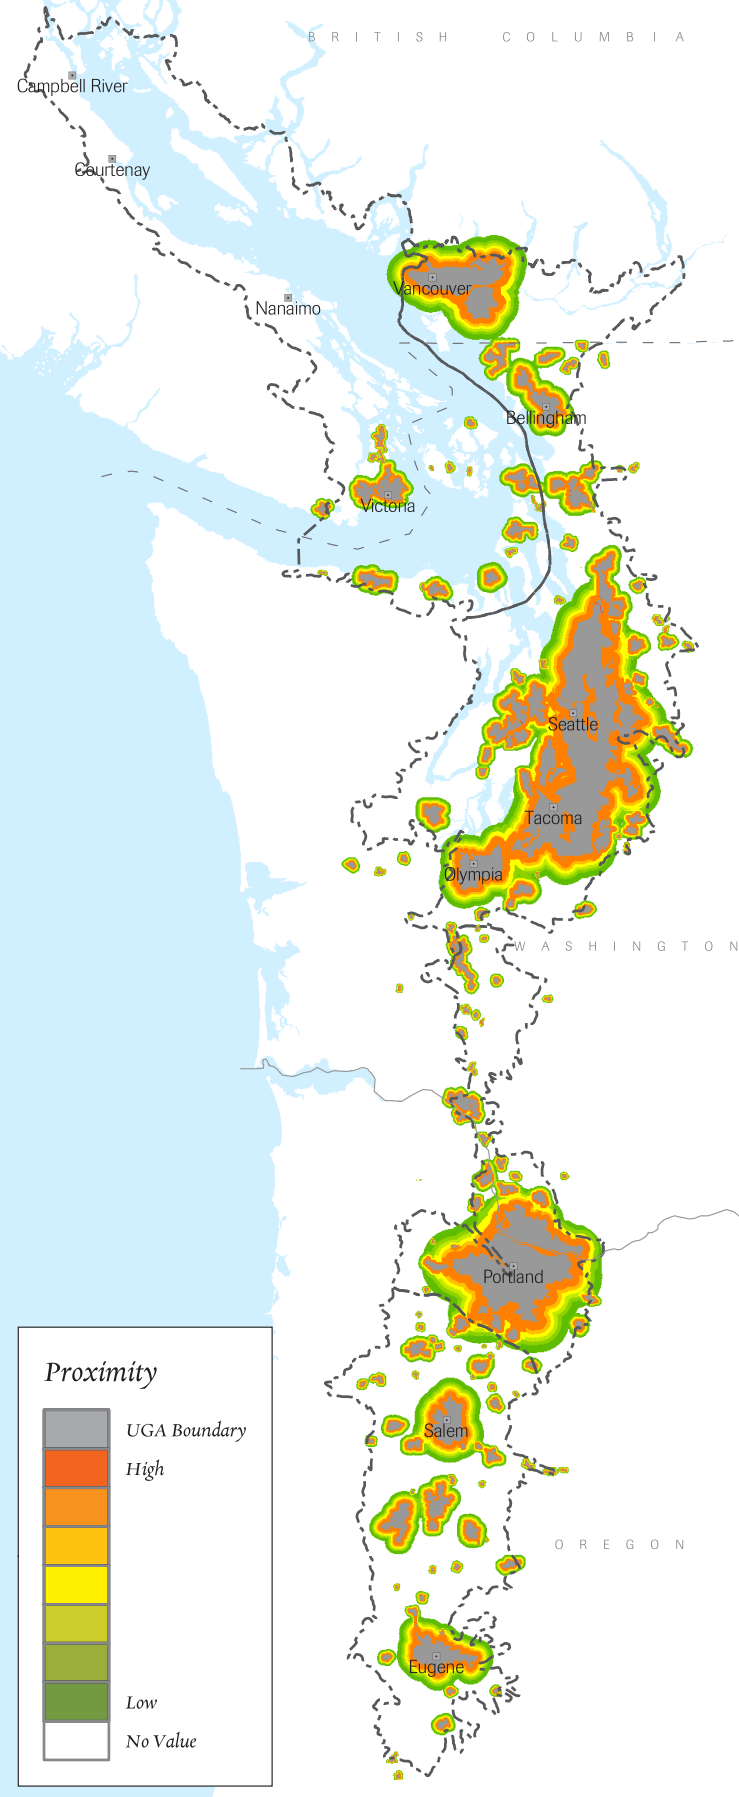 BRITISH COLUMBIA
Campbell River
Courtenay
Vancouver
Nanaimo
Bellingham
Victoria
Seattle
Tacoma
Olympia
WASHINGTON
Portland
Salem
OREGON
Eugene
Proximity
UGA Boundary
High
Low
No Value